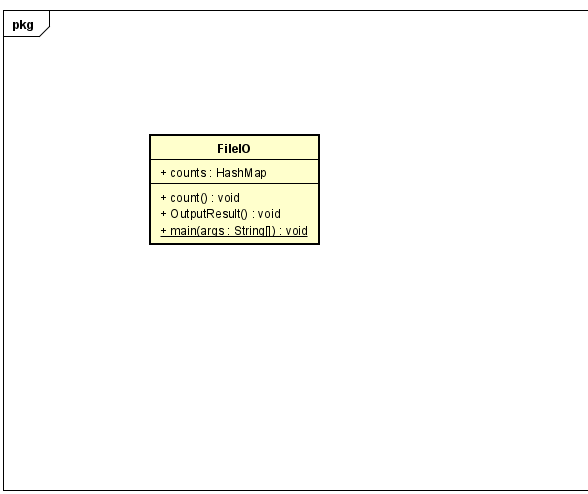 pkg
FileIO
+ counts : HashMap
+ count() : void
+ OutputResult() : void
+ main(args : String[]) : void